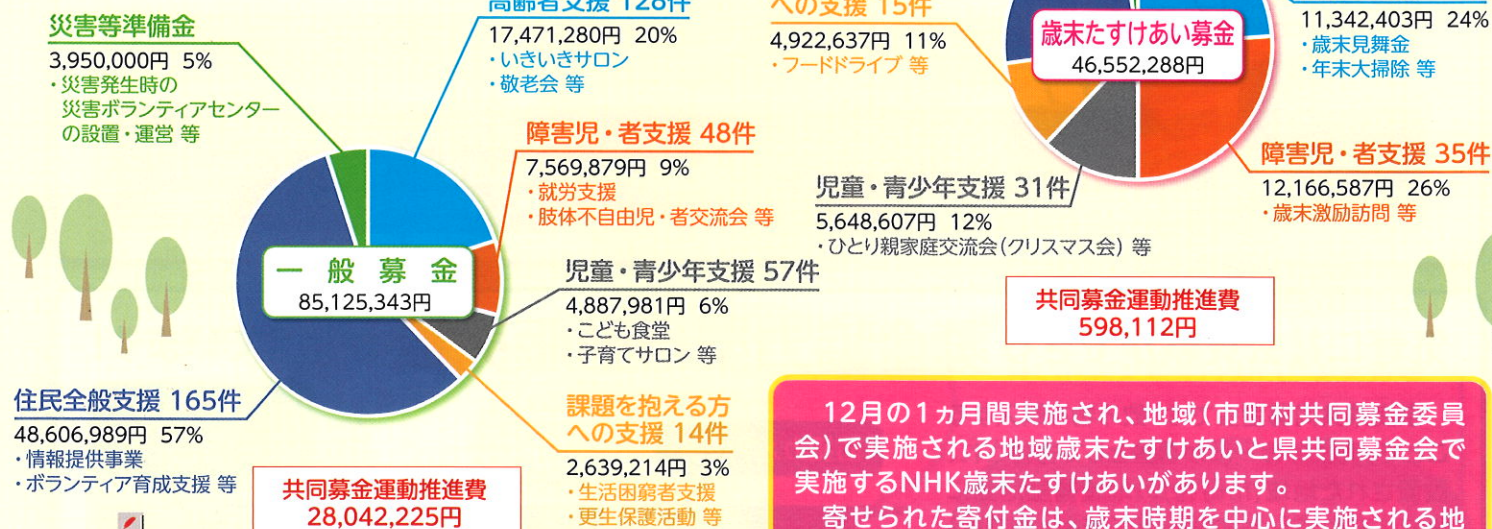 災害等準備金
3,950,000円 5%
・災害発生時の
災害ボランティアセンター
の設置・運営 等
高齢者支援 128件
17,471,280円 20%
・いきいきサロン
・敬老会 等
障害児・者支援 48件
7,569,879円 9%
・就労支援
・肢体不自由児・者交流会 等
一般募金
85,125,343円
児童・青少年支援 57件
4,887,981円 6%
・こども食堂
・子育てサロン 等
住民全般支援 165件
48,606,989円 57%
・情報提供事業
・ボランティア育成支援 等
共同募金運動推進費
28,042,225円
課題を抱える方
への支援 14件
2,639,214円 3%
・生活困窮者支援
・更生保護活動 等
への支援 15件
4,922,637円 11%
・フードドライブ 等
歳末たすけあい募金
46,552,288円
11,342,403円 24%
・歳末見舞金
・年末大掃除 等
障害児・者支援 35件
12,166,587円 26%
・歳末激励訪問 等
児童・青少年支援 31件
5,648,607円 12%
・ひとり親家庭交流会(クリスマス会) 等
共同募金運動推進費
598,112円
12月の1ヵ月間実施され、地域(市町村共同募金委員
会)で実施される地域歳末たすけあいと県共同募金会で
実施するNHK歳末たすけあいがあります。
寄せられた寄付金は、歳末時期を中心に実施される地